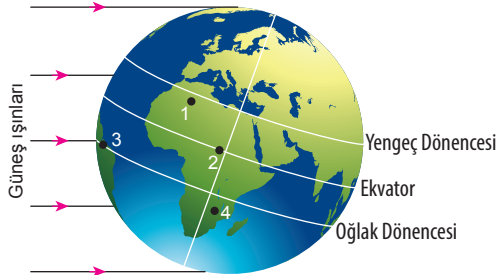 Güneş ışınları
1
3
2
4
Yengeç Dönencesi
Ekvator
Oğlak Dönencesi